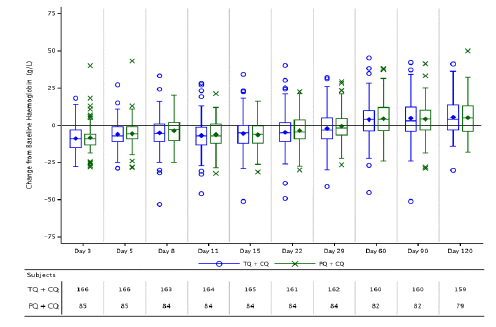 Change from Baseline Haemoglobin (g/L)
75
50
25
0
-25
-50
-75
Day 3 Day 5 Day 8 Day 11 Day 15 Day 22 Day 29 Day 60 Day 90 Day 120
TQ + CQ PQ + CQ
Subjects
TQ + CQ 166 166 163 164 165 161 162 160 160 159
PQ + CQ 85 85 84 84 84 84 84 82 82 79